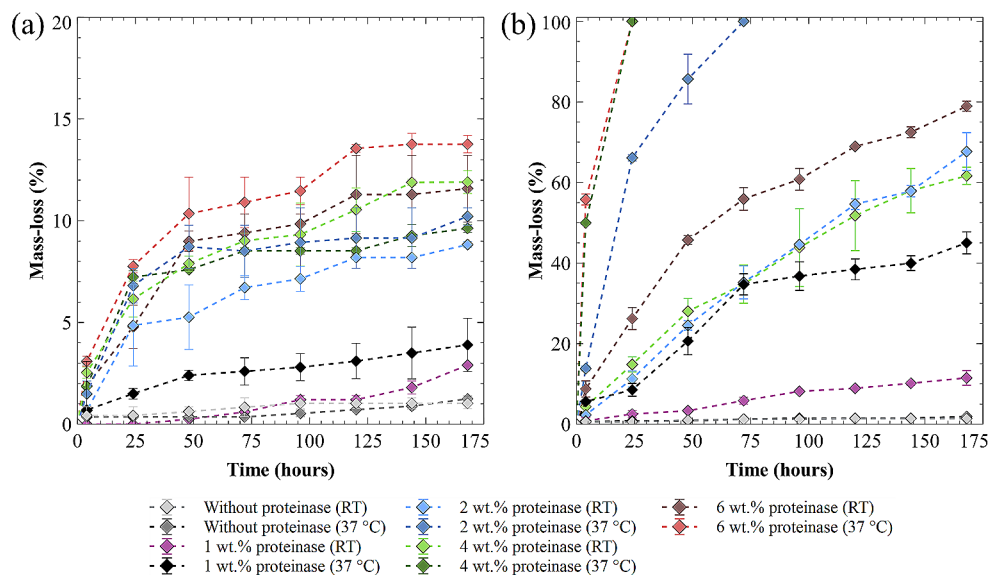 (a)
20
15
10
5
0
Mass-loss (%)
0 25 50 75 100 125 150 175
Time (hours)
(b)
100
80
60
40
20
0
Mass-loss (%)
0 25 50 75 100 125 150 175
Time (hours)
Without proteinase (RT)
Without proteinase (37 °C)
1 wt.% proteinase (RT)
1 wt.% proteinase (37 °C)
2 wt.% proteinase (RT)
2 wt.% proteinase (37 °C)
4 wt.% proteinase (RT)
4 wt.% proteinase (37 °C)
6 wt.% proteinase (RT)
6 wt.% proteinase (37 °C)